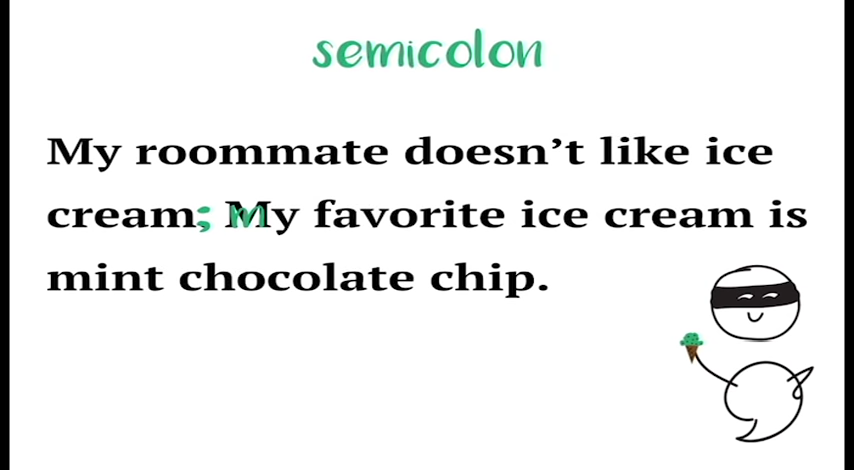 semicolon
My roommate doesn’t like ice
cream; my favorite ice cream is
mint chocolate chip.